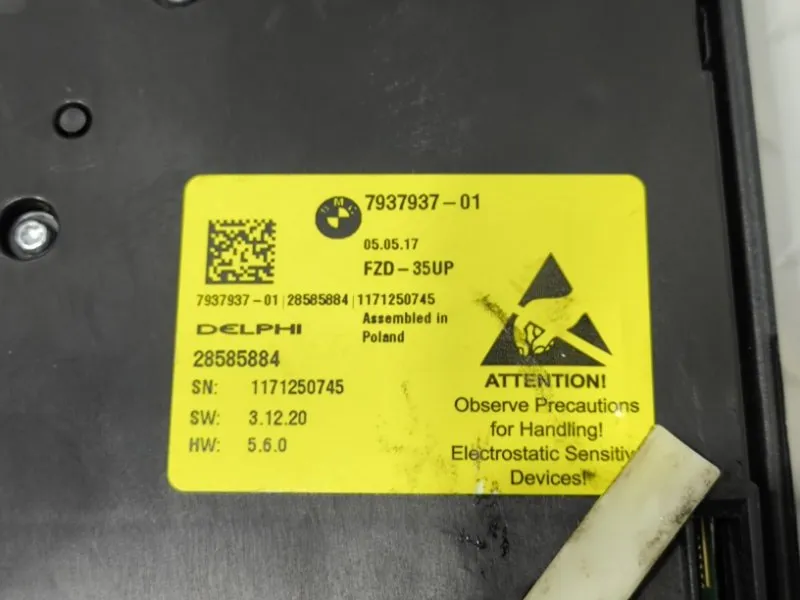 BMC
7937937-01
05.05.17
FZD-35UP
7937937-01|28585884|1171250745
Assembled in
Poland
DELPHI
28585884
SN: 1171250745
SW: 3.12.20
HW: 5.6.0
ATTENTION!
Observe Precautions
for Handling!
Electrostatic Sensitiv
Devices!